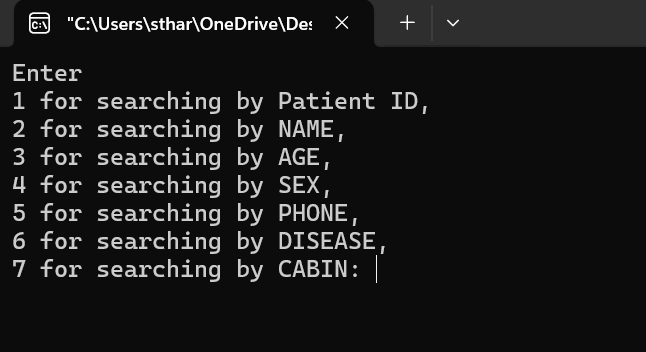 "C:\Users\sthar\OneDrive\Des
Enter
1 for searching by Patient ID,
2 for searching by NAME,
3 for searching by AGE,
4 for searching by SEX,
5 for searching by PHONE,
6 for searching by DISEASE,
7 for searching by CABIN: